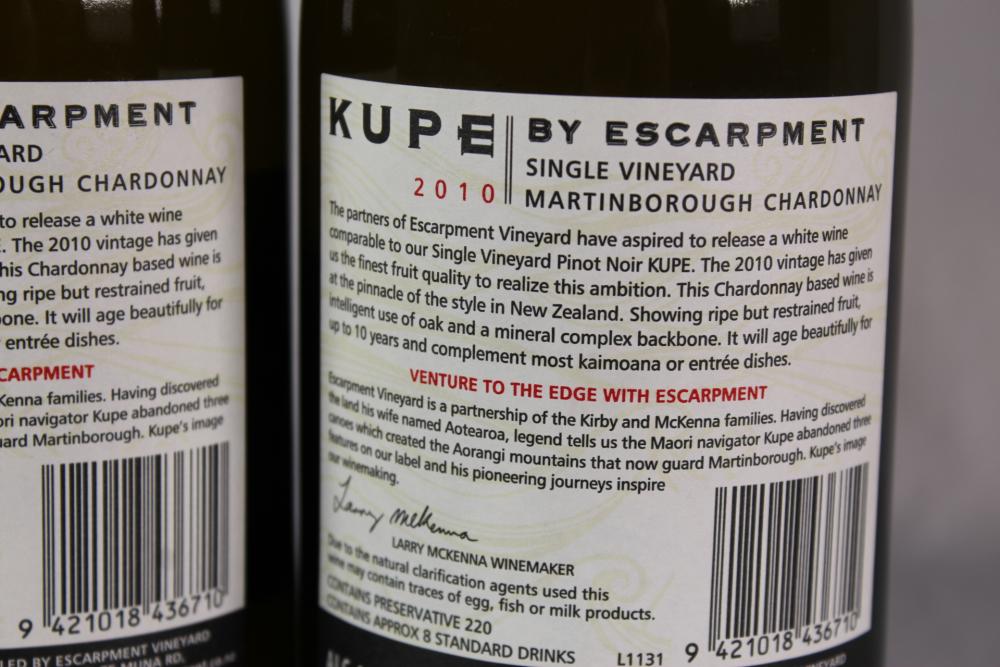 ARPMENT
ARD
OUGH CHARDONNAY
to release a white wine
. The 2010 vintage has given
his Chardonnay based wine is
ng ripe but restrained fruit,
one. It will age beautifully for
entrée dishes.
SCARPMENT
Kenna families. Having discovered
ori navigator Kupe abandoned three
uard Martinborough. Kupe's image
9 421018 436710
LED BY ESCARPMENT VINEYARD
MUNA RD,
KUPE BY ESCARPMENT
SINGLE VINEYARD
2010 MARTINBOROUGH CHARDONNAY
The partners of Escarpment Vineyard have aspired to release a white wine
comparable to our Single Vineyard Pinot Noir KUPE. The 2010 vintage has given
us the finest fruit quality to realize this ambition. This Chardonnay based wine is
at the pinnacle of the style in New Zealand. Showing ripe but restrained fruit,
intelligent use of oak and a mineral complex backbone. It will age beautifully for
up to 10 years and complement most kaimoana or entrée dishes.
VENTURE TO THE EDGE WITH ESCARPMENT
Escarpment Vineyard is a partnership of the Kirby and McKenna families. Having discovered
the land his wife named Aotearoa, legend tells us the Maori navigator Kupe abandoned three
canoes which created the Aorangi mountains that now guard Martinborough. Kupe's image
features on our label and his pioneering journeys inspire
our winemaking.
Larry McKenna
LARRY MCKENNA WINEMAKER
Due to the natural clarification agents used this
wine may contain traces of egg, fish or milk products.
CONTAINS PRESERVATIVE 220
CONTAINS APPROX 8 STANDARD DRINKS
L1131 9 421018 436710